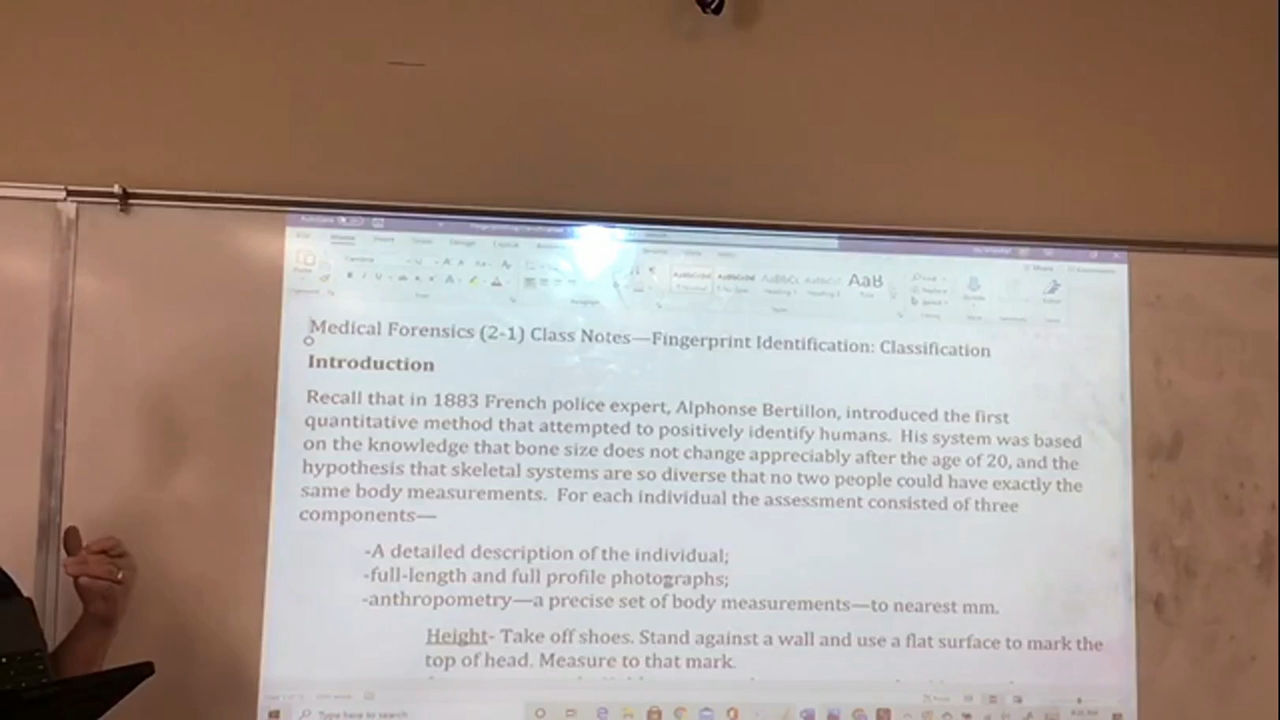 AaB
Medical Forensics (2-1) Class Notes—Fingerprint Identification: Classification
Introduction
Recall that in 1883 French police expert, Alphonse Bertillon, introduced the first
quantitative method that attempted to positively identify humans.  His system was based
on the knowledge that bone size does not change appreciably after the age of 20, and the
hypothesis that skeletal systems are so diverse that no two people could have exactly the
same body measurements.  For each individual the assessment consisted of three
components—
-A detailed description of the individual;
-full-length and full profile photographs;
-anthropometry—a precise set of body measurements—to nearest mm.
Height- Take off shoes. Stand against a wall and use a flat surface to mark the
top of head. Measure to that mark.
Type here to search